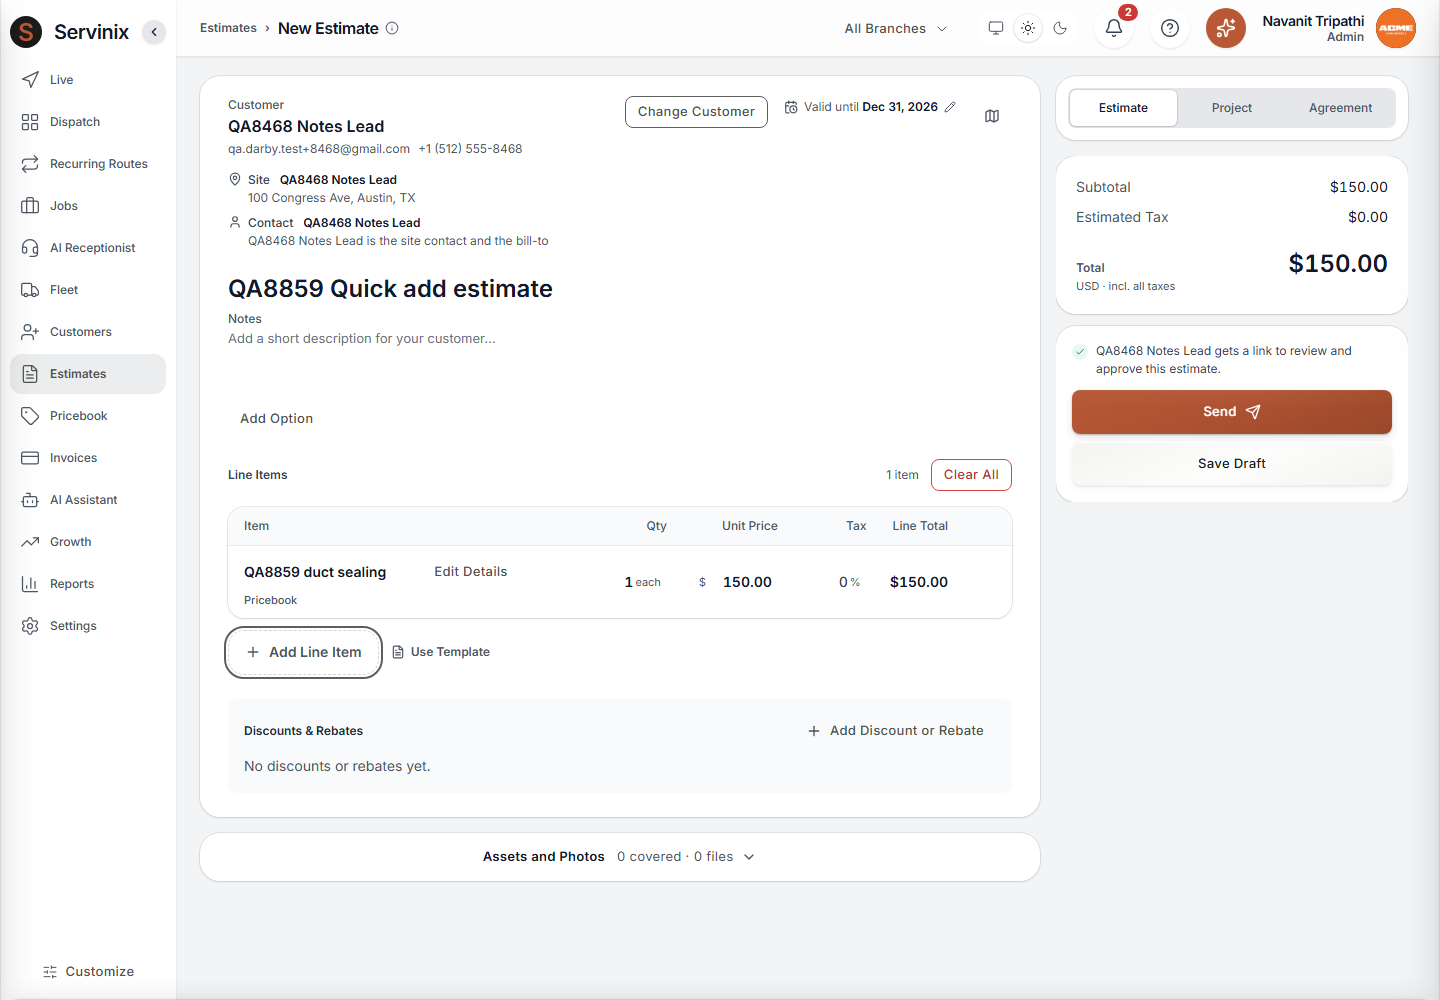 S Servinix
Estimates › New Estimate
All Branches
2
Navanit Tripathi
Admin
ACME
Live
Dispatch
Recurring Routes
Jobs
AI Receptionist
Fleet
Customers
Estimates
Pricebook
Invoices
AI Assistant
Growth
Reports
Settings
Customize
Customer
QA8468 Notes Lead
qa.darby.test+8468@gmail.com +1 (512) 555-8468
Change Customer
Valid until Dec 31, 2026
Site QA8468 Notes Lead
100 Congress Ave, Austin, TX
Contact QA8468 Notes Lead
QA8468 Notes Lead is the site contact and the bill-to
QA8859 Quick add estimate
Notes
Add a short description for your customer...
Add Option
Line Items 1 item Clear All
Item Qty Unit Price Tax Line Total
QA8859 duct sealing Edit Details 1 each $ 150.00 0 % $150.00
Pricebook
+ Add Line Item Use Template
Discounts & Rebates + Add Discount or Rebate
No discounts or rebates yet.
Assets and Photos 0 covered · 0 files
Estimate Project Agreement
Subtotal $150.00
Estimated Tax $0.00
Total $150.00
USD · incl. all taxes
QA8468 Notes Lead gets a link to review and
approve this estimate.
Send
Save Draft